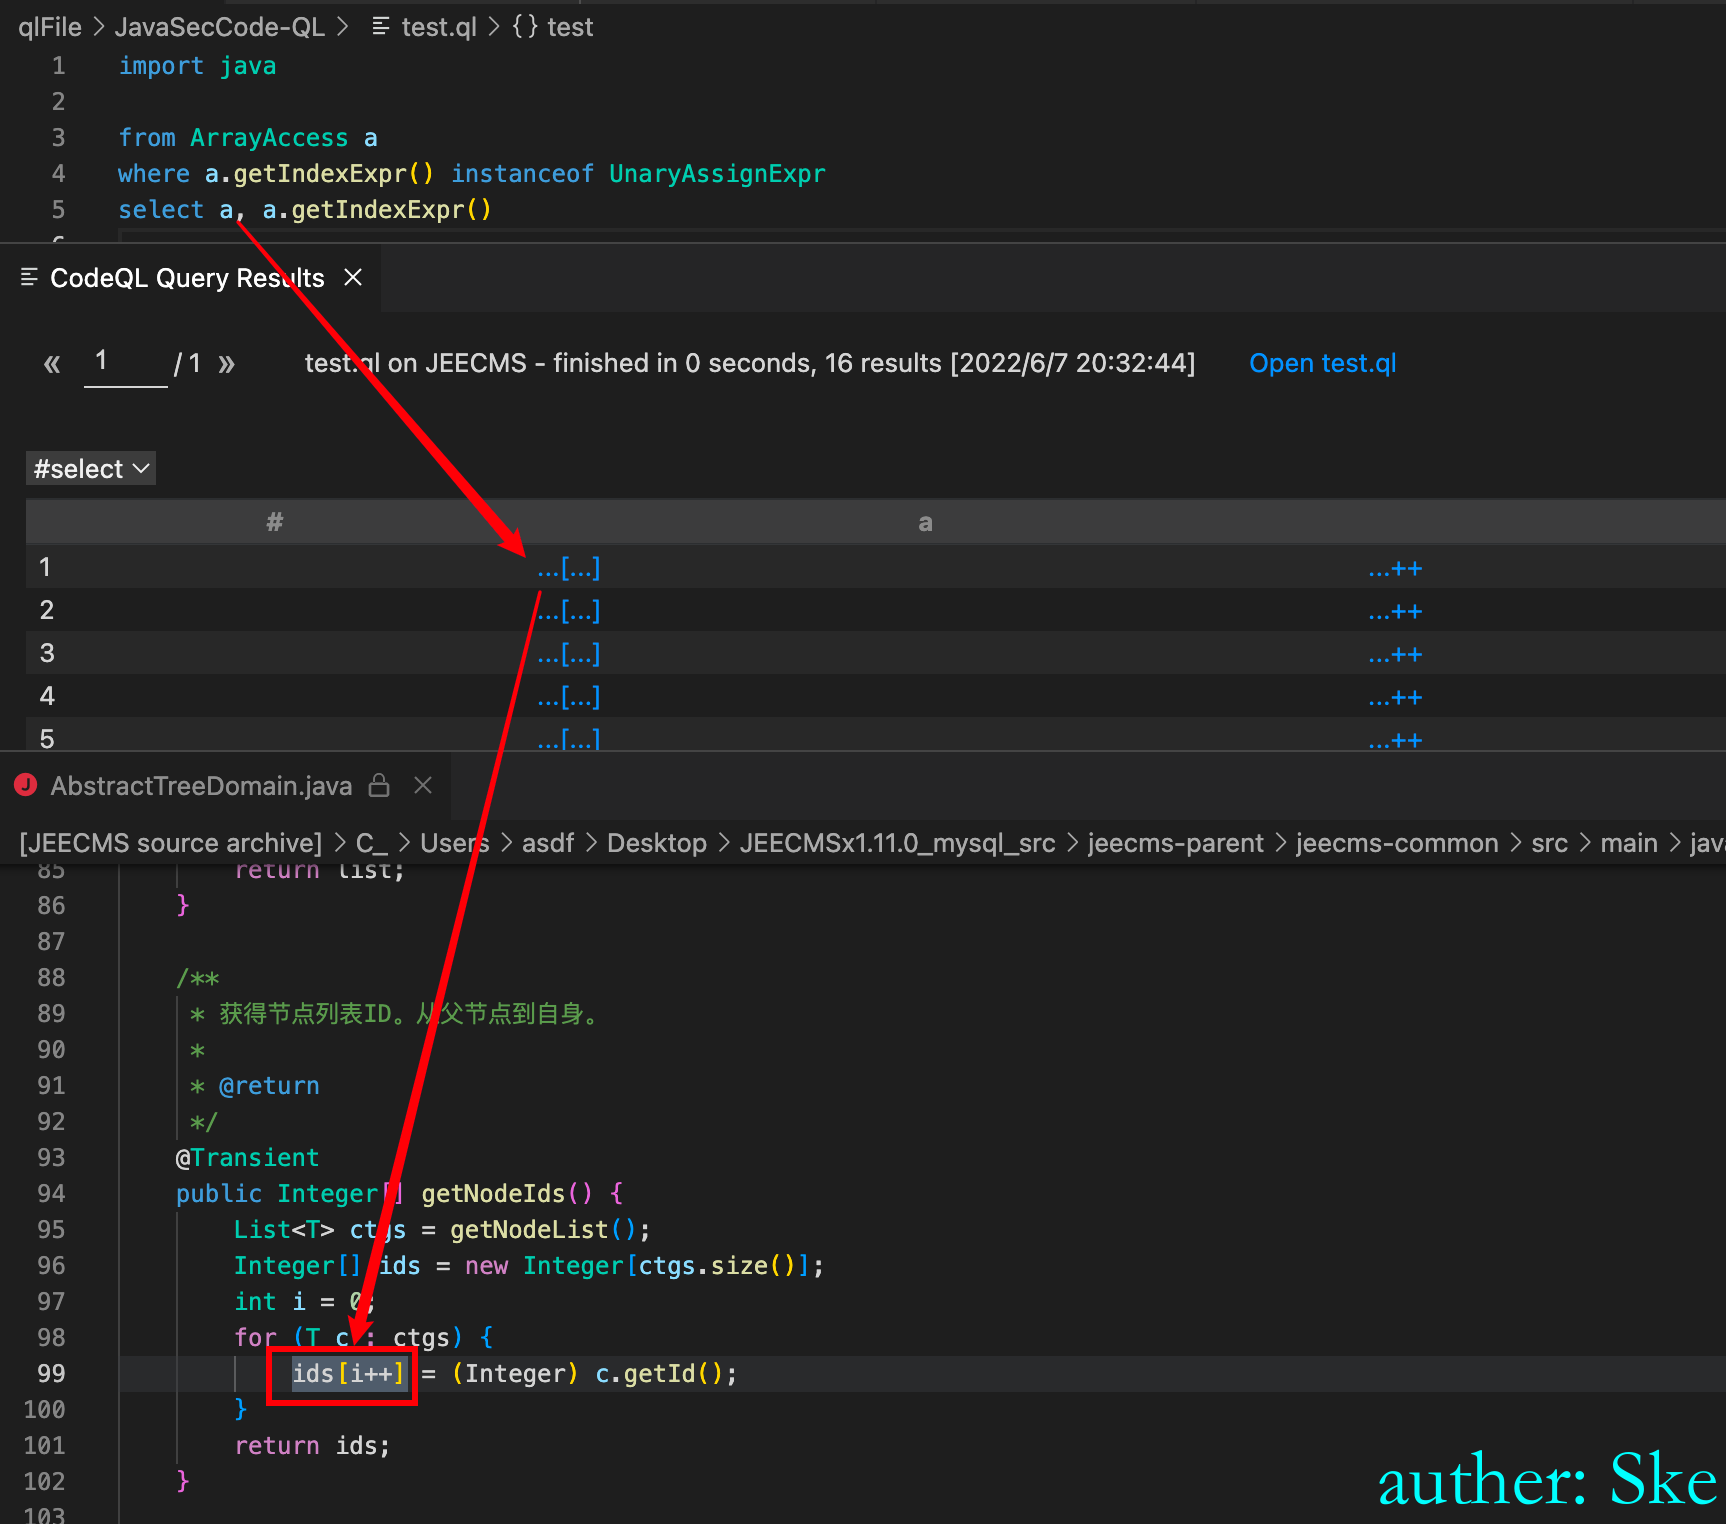 qlFile > JavaSecCode-QL > test.ql > {} test
1 import java
2
3 from ArrayAccess a
4 where a.getIndexExpr() instanceof UnaryAssignExpr
5 select a, a.getIndexExpr()
6
CodeQL Query Results
« 1 / 1 » test.ql on JEECMS - finished in 0 seconds, 16 results [2022/6/7 20:32:44] Open test.ql
#select
# a
1 ...[...] ...++
2 ...[...] ...++
3 ...[...] ...++
4 ...[...] ...++
5 ...[...] ...++
J AbstractTreeDomain.java
[JEECMS source archive] > C_ > Users > asdf > Desktop > JEECMSx1.11.0_mysql_src > jeecms-parent > jeecms-common > src > main > java
85 return list;
86 }
87
88 /**
89 * 获得节点列表ID。从父节点到自身。
90 *
91 * @return
92 */
93 @Transient
94 public Integer[] getNodeIds() {
95 List<T> ctgs = getNodeList();
96 Integer[] ids = new Integer[ctgs.size()];
97 int i = 0;
98 for (T c : ctgs) {
99 ids[i++] = (Integer) c.getId();
100 }
101 return ids;
102 }
103
auther: Ske